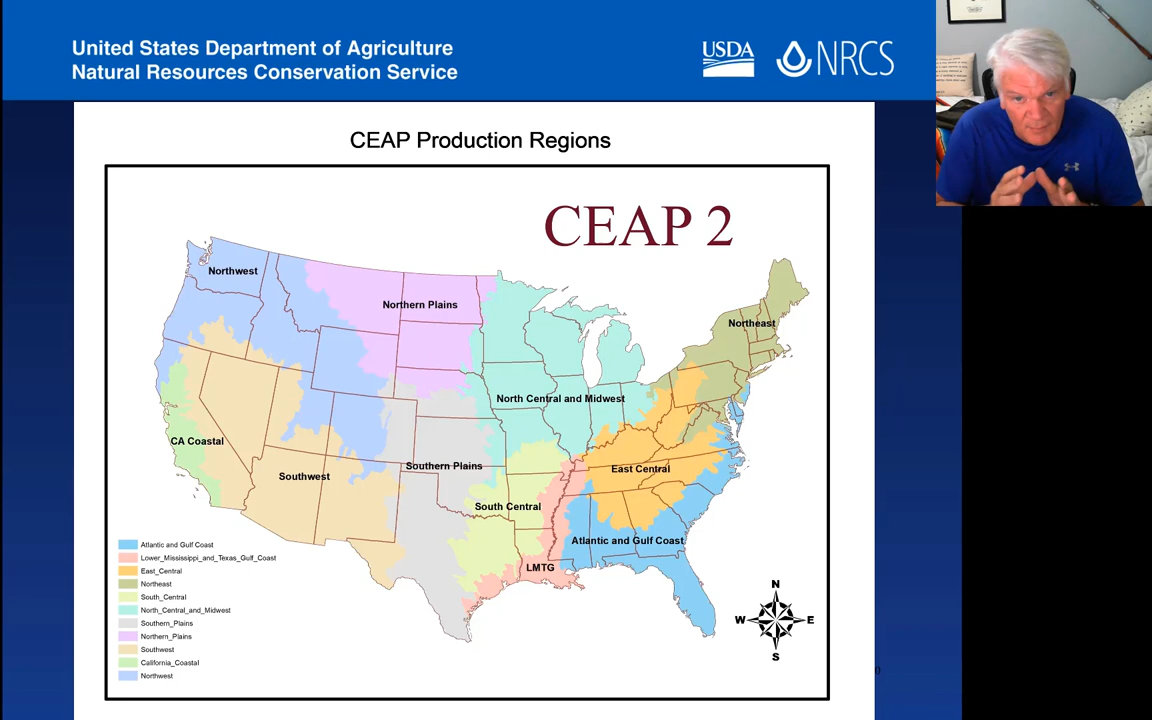 United States Department of Agriculture
Natural Resources Conservation Service
USDA
NRCS
CEAP Production Regions
CEAP 2
Northwest
Northern Plains
Northeast
North Central and Midwest
CA Coastal
Southern Plains
East Central
Southwest
South Central
Atlantic and Gulf Coast
LMTG
Atlantic and Gulf Coast
Lower_Mississippi_and_Texas_Gulf_Coast
East_Central
Northeast
South_Central
North_Central_and_Midwest
Southern_Plains
Northern_Plains
Southwest
California_Coastal
Northwest
N
W
E
S